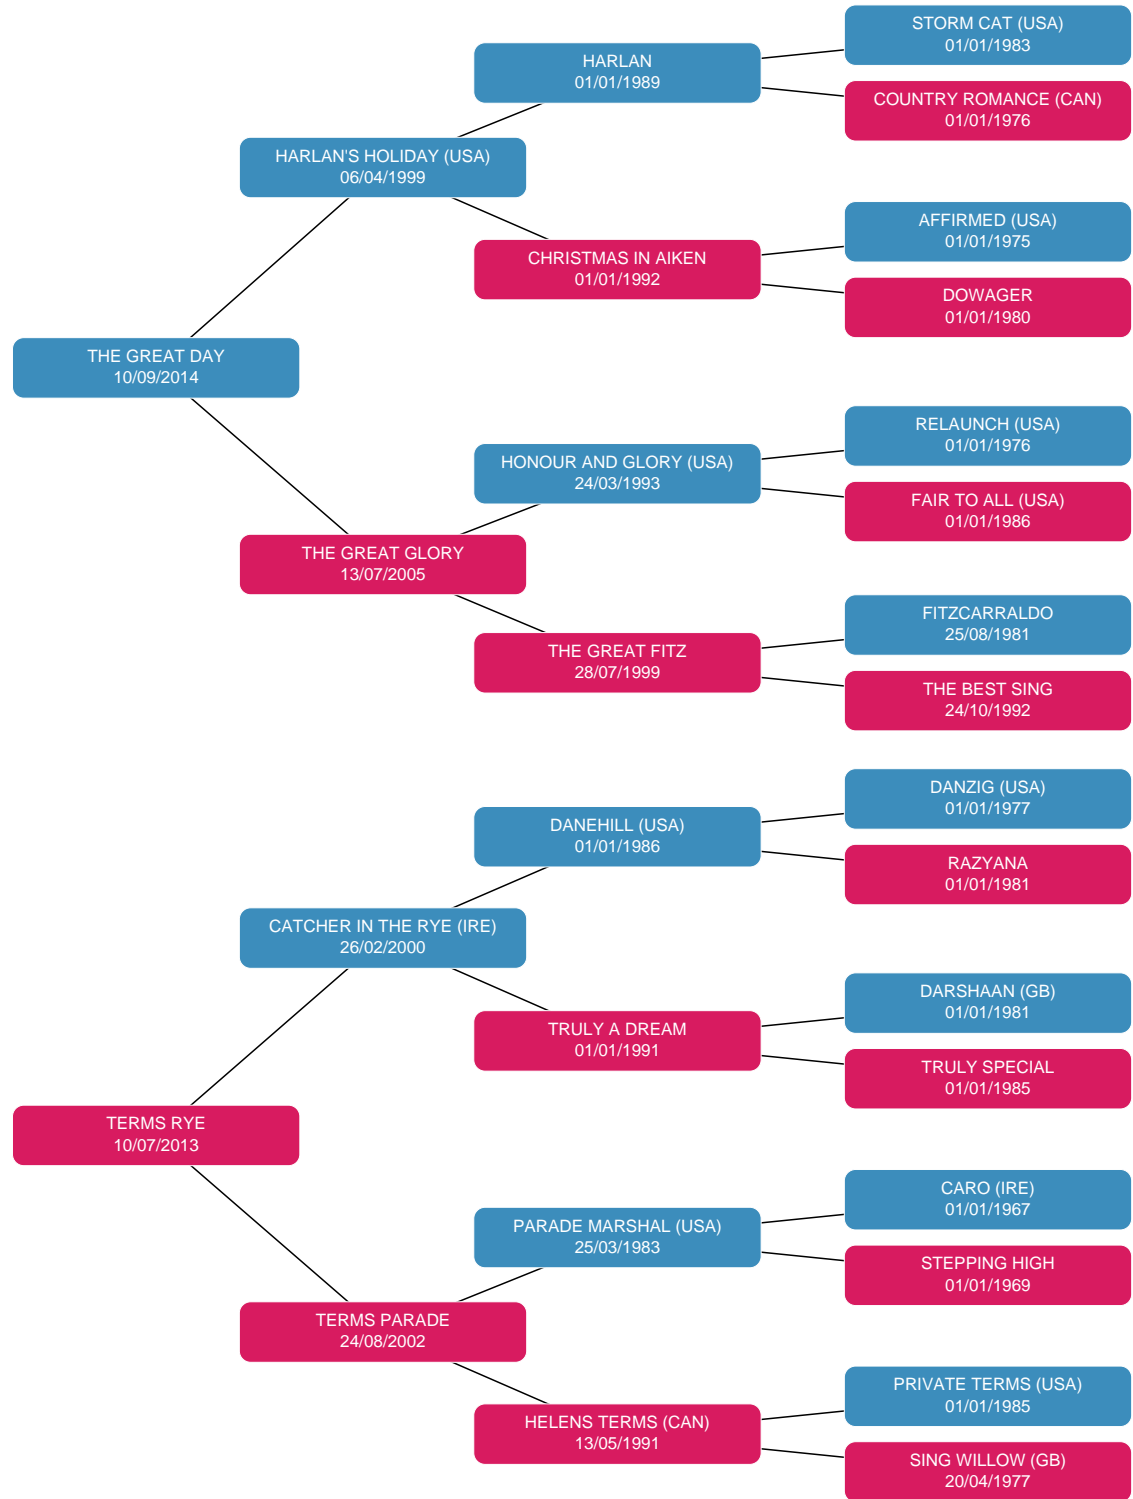 STORM CAT (USA)
01/01/1983
HARLAN
01/01/1989
COUNTRY ROMANCE (CAN)
01/01/1976
HARLAN'S HOLIDAY (USA)
06/04/1999
AFFIRMED (USA)
01/01/1975
CHRISTMAS IN AIKEN
01/01/1992
DOWAGER
01/01/1980
THE GREAT DAY
10/09/2014
RELAUNCH (USA)
01/01/1976
HONOUR AND GLORY (USA)
24/03/1993
FAIR TO ALL (USA)
01/01/1986
THE GREAT GLORY
13/07/2005
FITZCARRALDO
25/08/1981
THE GREAT FITZ
28/07/1999
THE BEST SING
24/10/1992
DANZIG (USA)
01/01/1977
DANEHILL (USA)
01/01/1986
RAZYANA
01/01/1981
CATCHER IN THE RYE (IRE)
26/02/2000
DARSHAAN (GB)
01/01/1981
TRULY A DREAM
01/01/1991
TRULY SPECIAL
01/01/1985
TERMS RYE
10/07/2013
CARO (IRE)
01/01/1967
PARADE MARSHAL (USA)
25/03/1983
STEPPING HIGH
01/01/1969
TERMS PARADE
24/08/2002
PRIVATE TERMS (USA)
01/01/1985
HELENS TERMS (CAN)
13/05/1991
SING WILLOW (GB)
20/04/1977